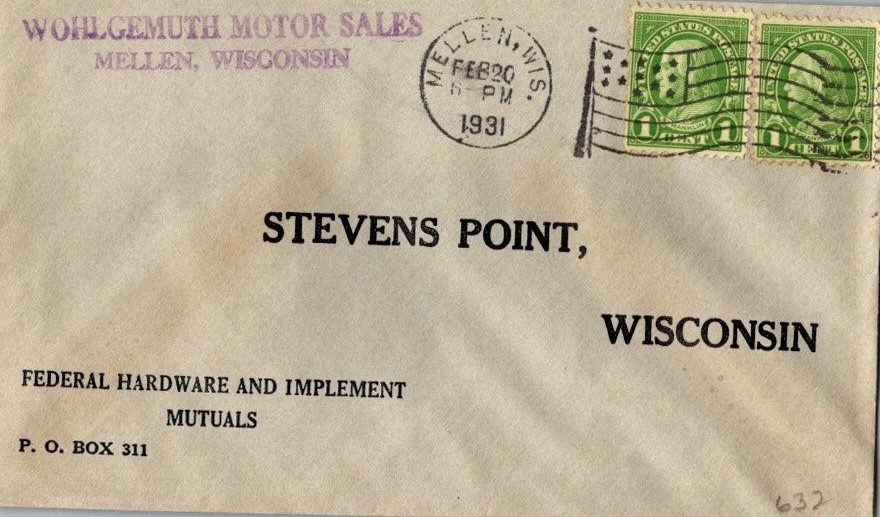 WOHLGEMUTH MOTOR SALES
MELLEN, WISCONSIN
MELLEN, WIS.
FEB 20
PM
1931
UNITED STATES POSTAGE
FRANKLIN
1 CENT 1
UNITED STATES POSTAGE
1 CENT 1
STEVENS POINT,
WISCONSIN
FEDERAL HARDWARE AND IMPLEMENT
MUTUALS
P. O. BOX 311
632